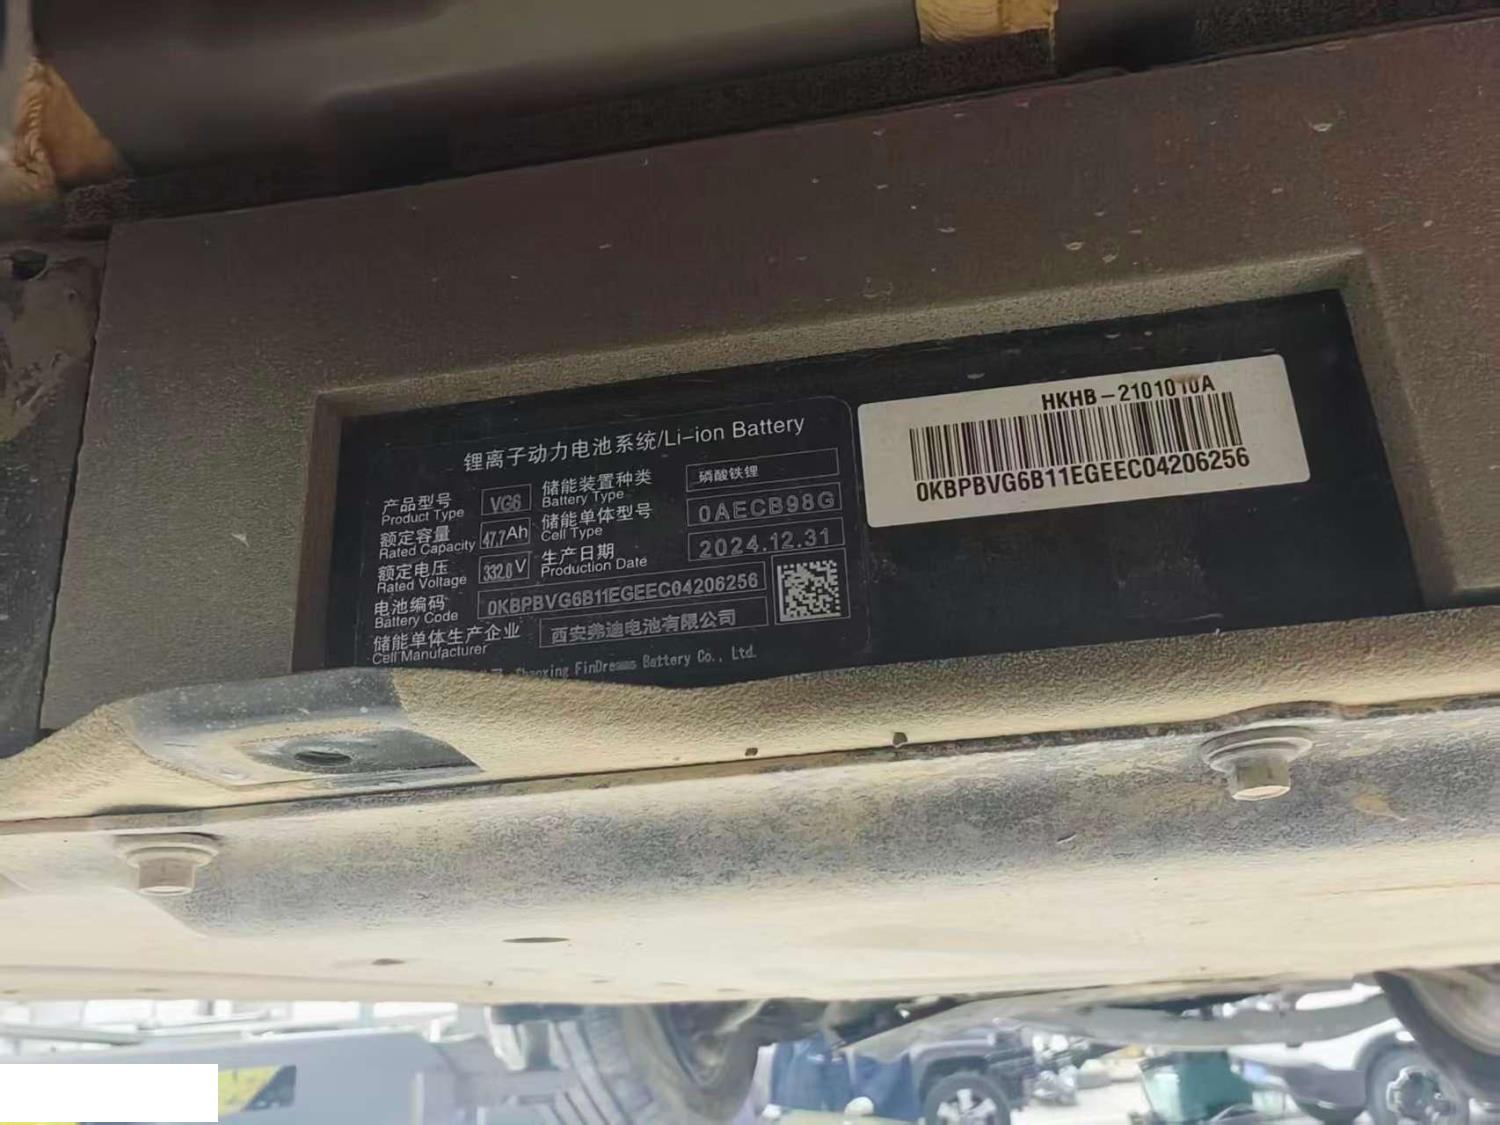 锂离子动力电池系统/Li-ion Battery
产品型号 VG6 储能装置种类 磷酸铁锂
Product Type Battery Type
额定容量 47.7Ah 储能单体型号 0AECB98G
Rated Capacity Cell Type
额定电压 332.8V 生产日期 2024.12.31
Rated Voltage Production Date
电池编码 0KBPBVG6B11EGEEC04206256
Battery Code
储能单体生产企业 西安弗迪电池有限公司
Cell Manufacturer
Shaoxing FinDreams Battery Co., Ltd.
HKHB-2101010A
0KBPBVG6B11EGEEC04206256